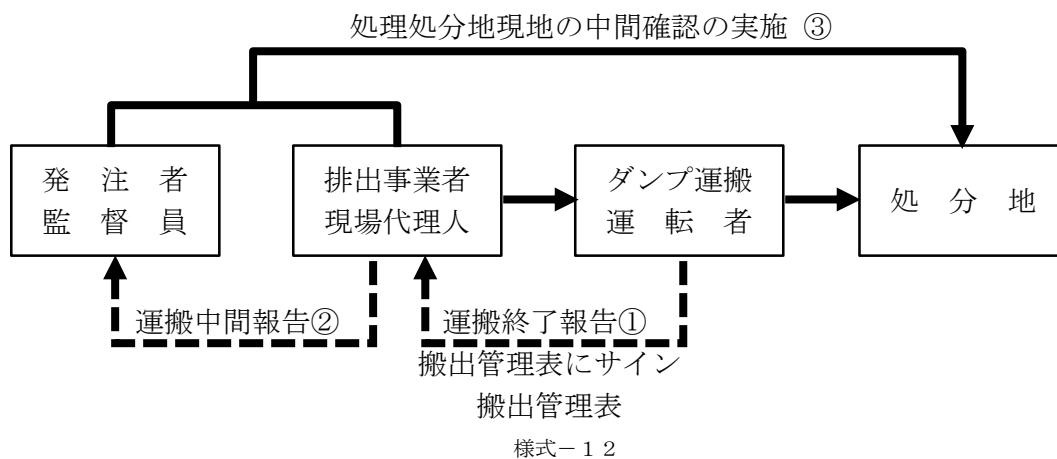 処理処分地現地の中間確認の実施 ③
発 注 者
監 督 員
排出事業者
現場代理人
ダンプ運搬
運 転 者
処 分 地
運搬中間報告②
運搬終了報告①
搬出管理表にサイン
搬出管理表
様式－１２